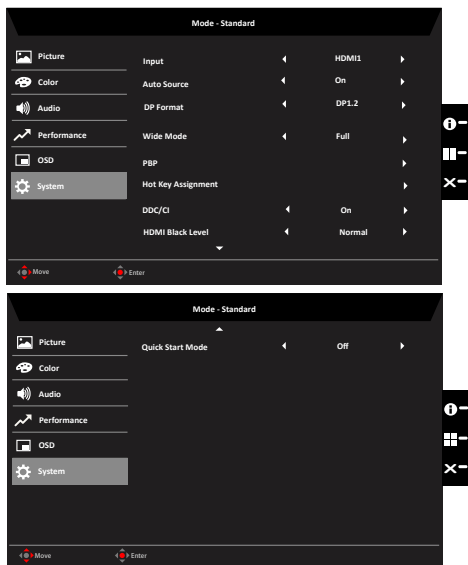 Mode - Standard
Picture
Input HDMI1
Color
Auto Source On
Audio
DP Format DP1.2
Performance
Wide Mode Full
OSD
PBP
System
Hot Key Assignment
DDC/CI On
HDMI Black Level Normal
Move Enter
Mode - Standard
Picture
Quick Start Mode Off
Color
Audio
Performance
OSD
System
Move Enter